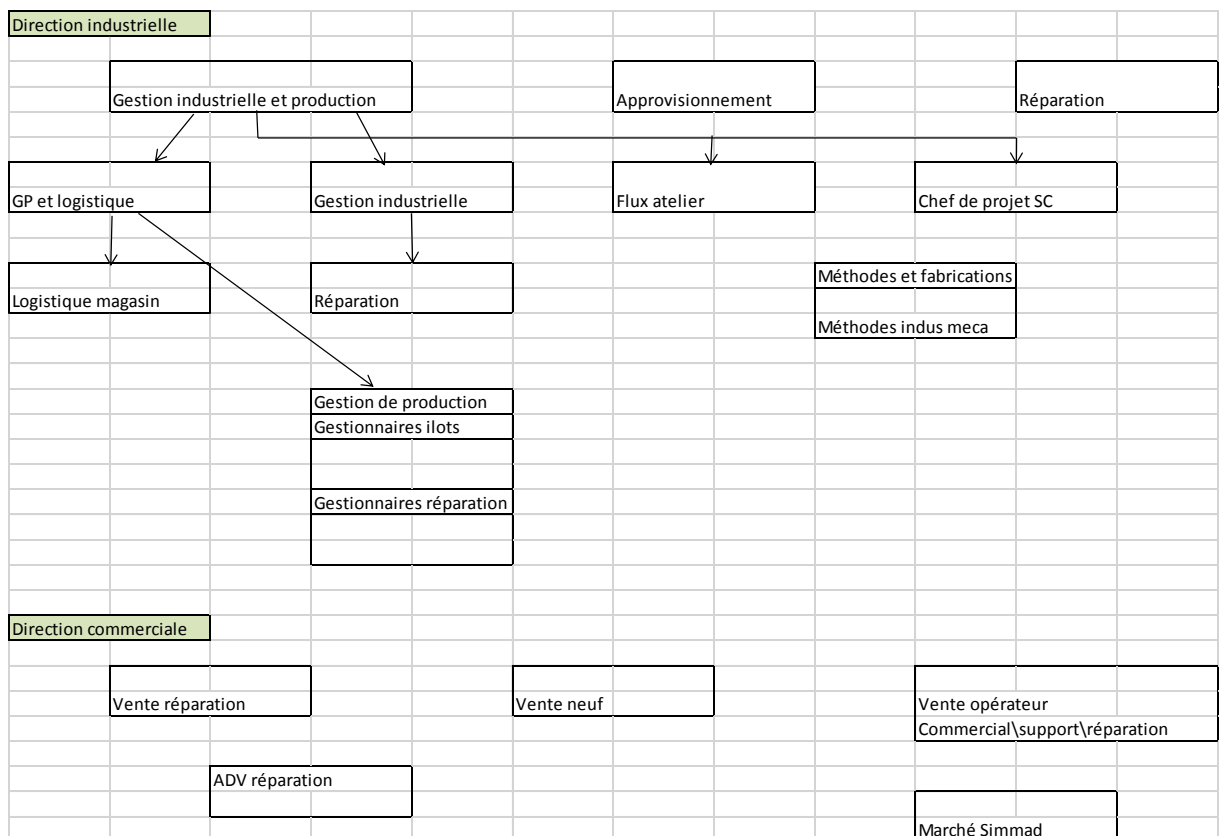 Direction industrielle
Gestion industrielle et production
Approvisionnement
Réparation
GP et logistique
Gestion industrielle
Flux atelier
Chef de projet SC
Méthodes et fabrications
Logistique magasin
Réparation
Méthodes indus meca
Gestion de production
Gestionnaires ilots
Gestionnaires réparation
Direction commerciale
Vente réparation
Vente neuf
Vente opérateur
Commercial\support\réparation
ADV réparation
Marché Simmad